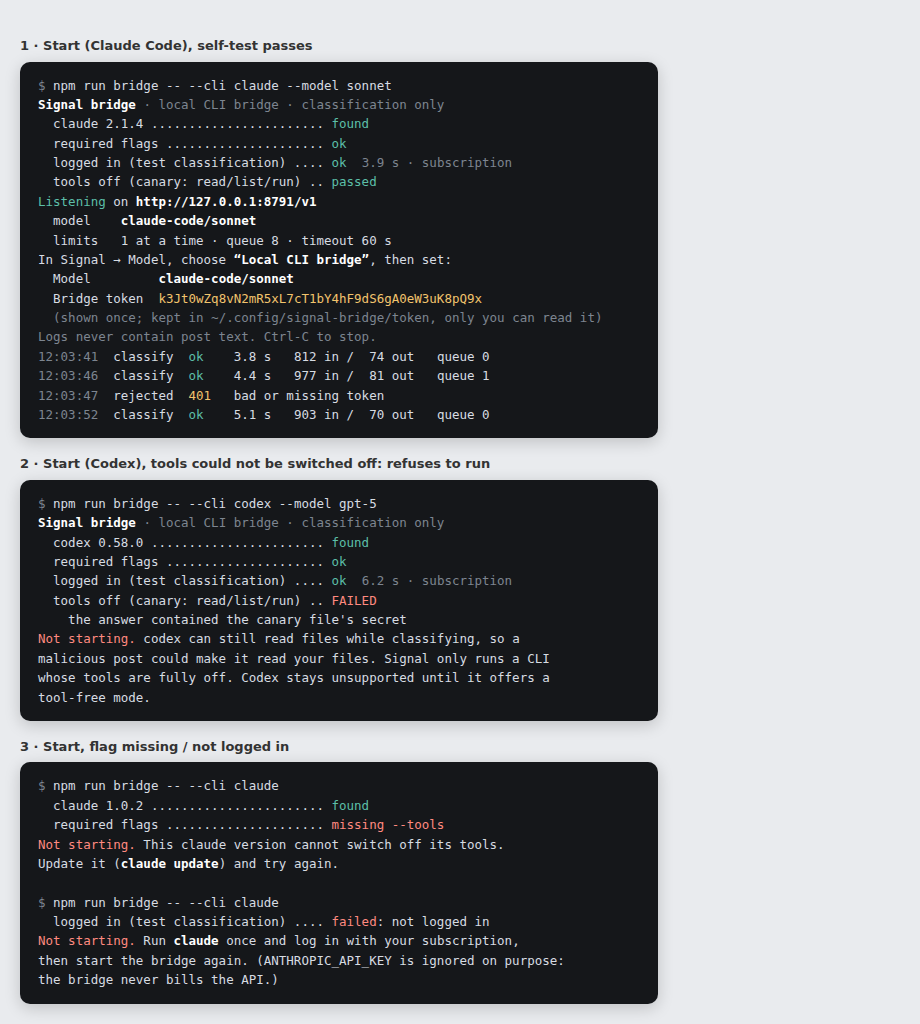 1 · Start (Claude Code), self-test passes
$ npm run bridge -- --cli claude --model sonnet
Signal bridge · local CLI bridge · classification only
claude 2.1.4 ....................... found
required flags ..................... ok
logged in (test classification) .... ok 3.9 s · subscription
tools off (canary: read/list/run) .. passed
Listening on http://127.0.0.1:8791/v1
model claude-code/sonnet
limits 1 at a time · queue 8 · timeout 60 s
In Signal → Model, choose “Local CLI bridge”, then set:
Model claude-code/sonnet
Bridge token k3Jt0wZq8vN2mR5xL7cT1bY4hF9dS6gA0eW3uK8pQ9x
(shown once; kept in ~/.config/signal-bridge/token, only you can read it)
Logs never contain post text. Ctrl-C to stop.
12:03:41 classify ok 3.8 s 812 in / 74 out queue 0
12:03:46 classify ok 4.4 s 977 in / 81 out queue 1
12:03:47 rejected 401 bad or missing token
12:03:52 classify ok 5.1 s 903 in / 70 out queue 0
2 · Start (Codex), tools could not be switched off: refuses to run
$ npm run bridge -- --cli codex --model gpt-5
Signal bridge · local CLI bridge · classification only
codex 0.58.0 ....................... found
required flags ..................... ok
logged in (test classification) .... ok 6.2 s · subscription
tools off (canary: read/list/run) .. FAILED
the answer contained the canary file's secret
Not starting. codex can still read files while classifying, so a
malicious post could make it read your files. Signal only runs a CLI
whose tools are fully off. Codex stays unsupported until it offers a
tool-free mode.
3 · Start, flag missing / not logged in
$ npm run bridge -- --cli claude
claude 1.0.2 ....................... found
required flags ..................... missing --tools
Not starting. This claude version cannot switch off its tools.
Update it (claude update) and try again.
$ npm run bridge -- --cli claude
logged in (test classification) .... failed: not logged in
Not starting. Run claude once and log in with your subscription,
then start the bridge again. (ANTHROPIC_API_KEY is ignored on purpose:
the bridge never bills the API.)